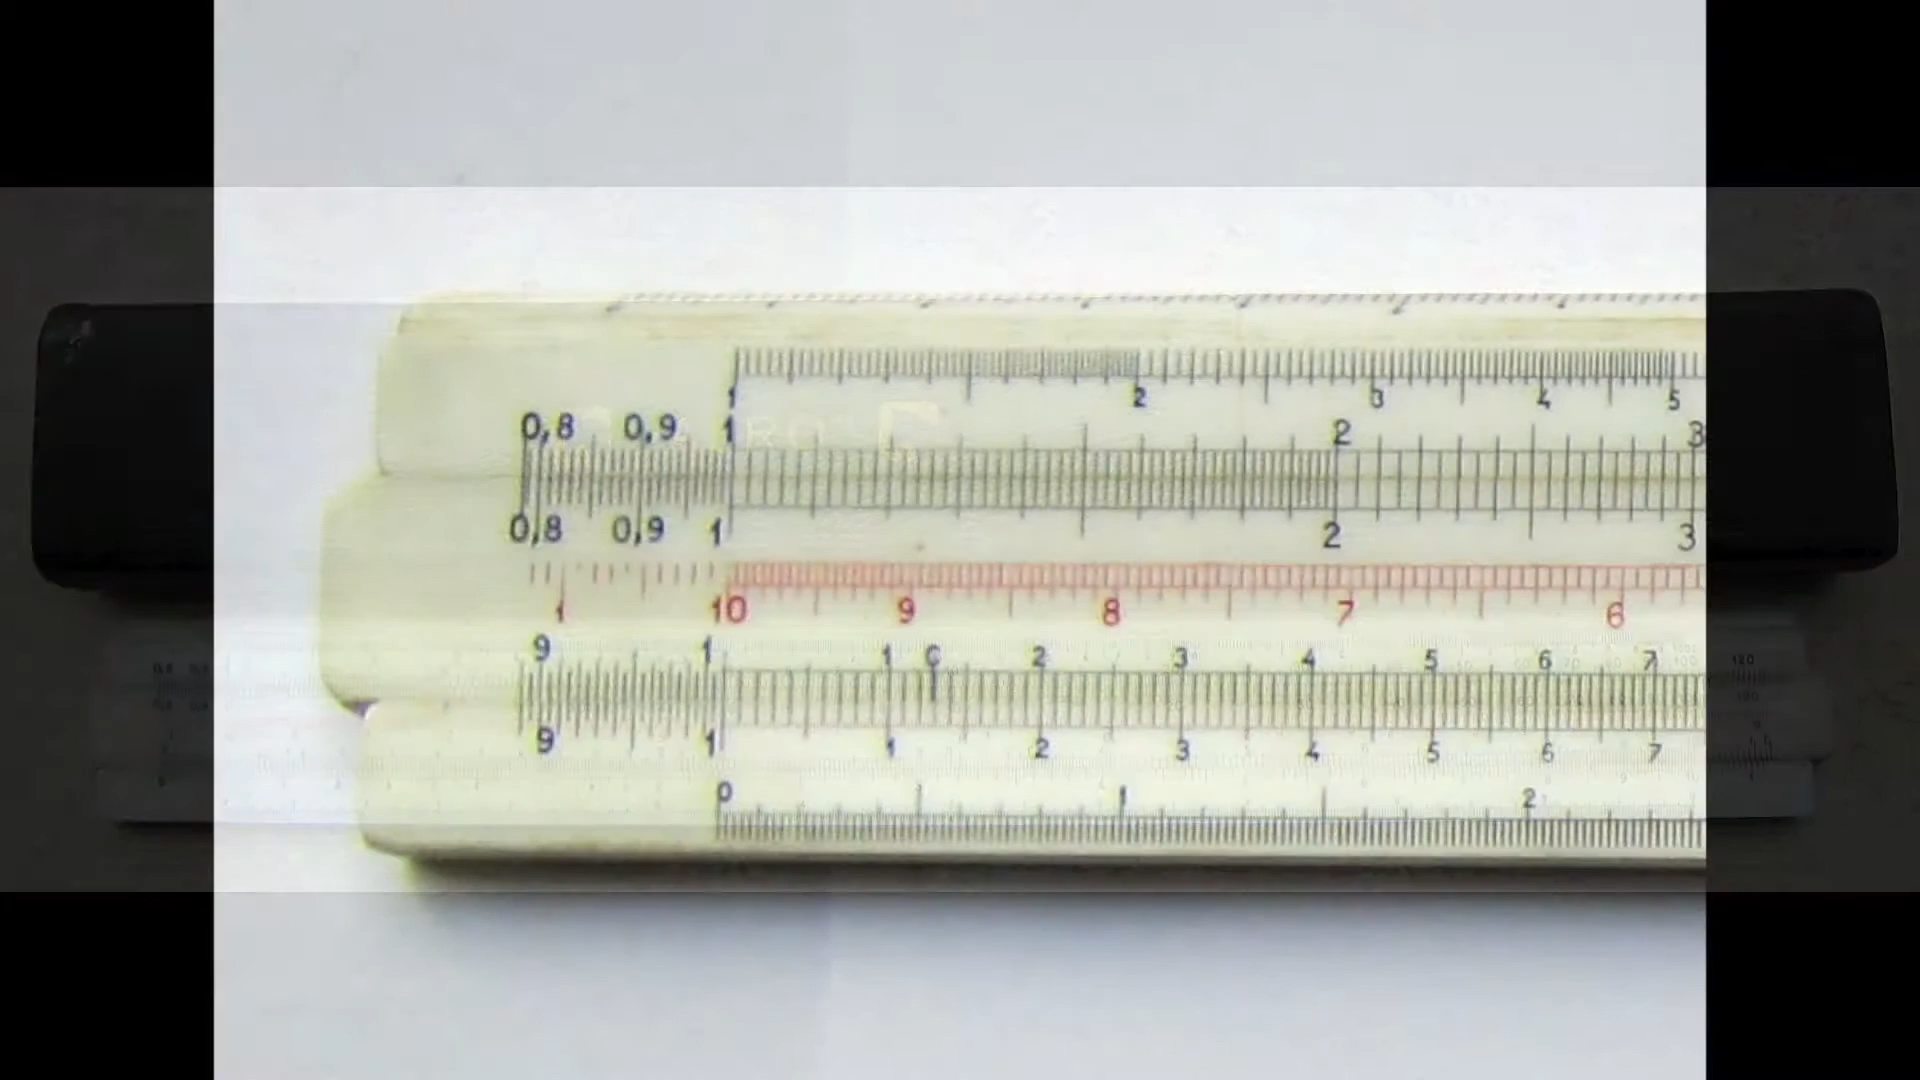 1 2 3 4 5
0,8 0,9 1 2 3
0,8 0,9 1 2 3
1 10 9 8 7 6
9 1 1 C 2 3 4 5 6 7
9 1 1 2 3 4 5 6 7
0 1 2
120